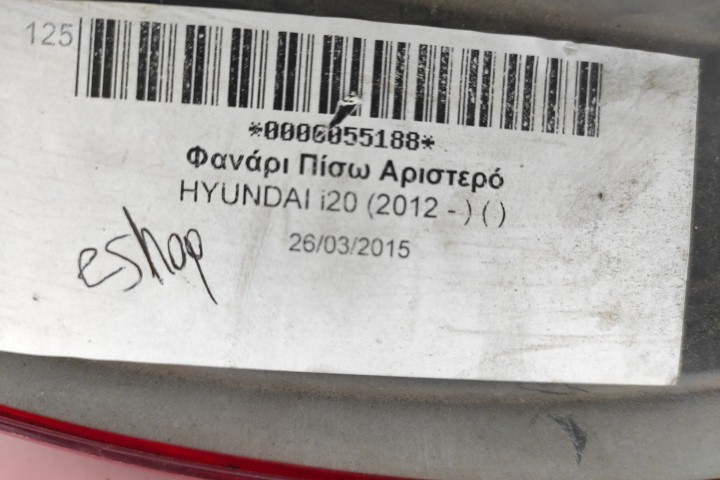 125
*0000055188*
Φανάρι Πίσω Αριστερό
HYUNDAI i20 (2012 - ) ( )
26/03/2015
eshop